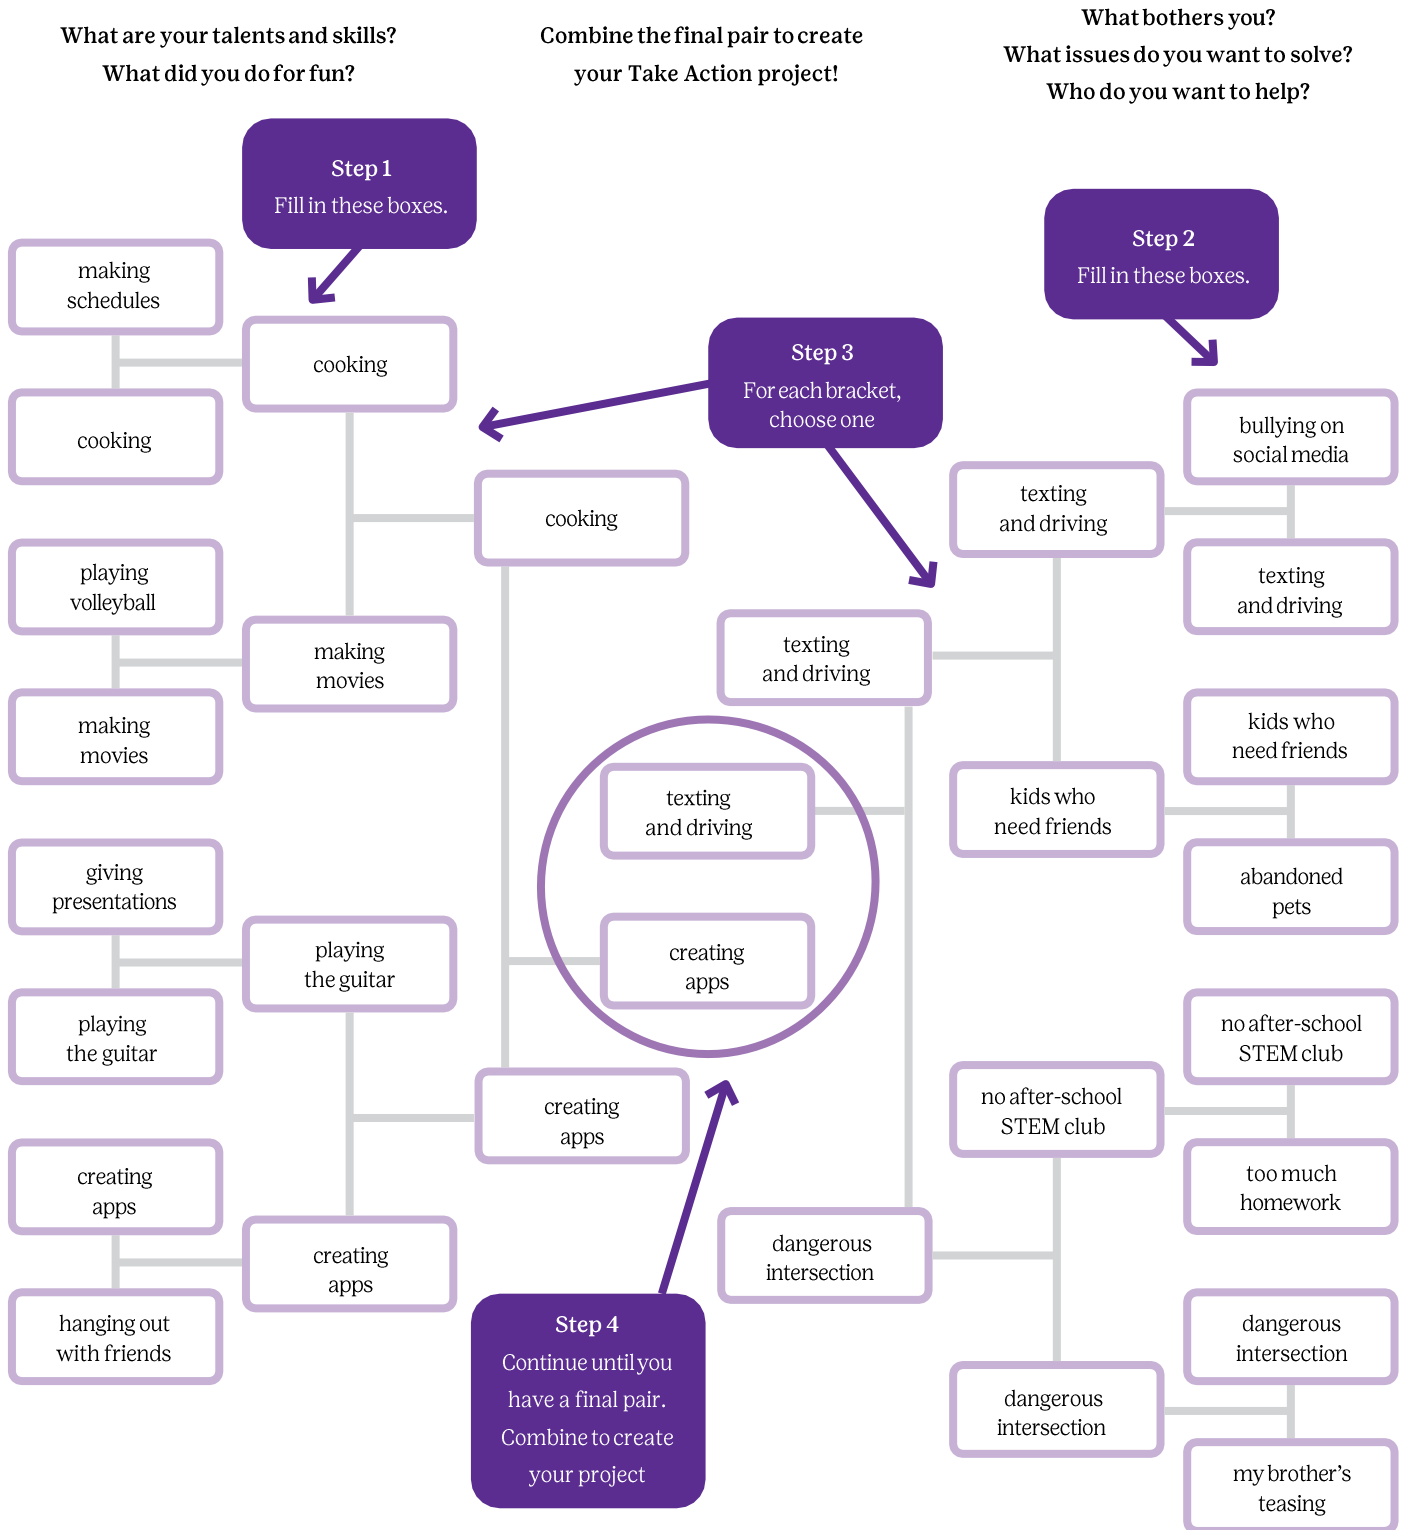 What are your talents and skills?
What did you do for fun?
Combine the final pair to create
your Take Action project!
What bothers you?
What issues do you want to solve?
Who do you want to help?
Step 1
Fill in these boxes.
making
schedules
cooking
cooking
playing
volleyball
making
movies
making
movies
cooking
giving
presentations
playing
the guitar
playing
the guitar
creating
apps
hanging out
with friends
creating
apps
creating
apps
Step 3
For each bracket,
choose one
texting
and driving
creating
apps
Step 4
Continue until you
have a final pair.
Combine to create
your project
Step 2
Fill in these boxes.
bullying on
social media
texting
and driving
texting
and driving
kids who
need friends
abandoned
pets
kids who
need friends
texting
and driving
no after-school
STEM club
too much
homework
no after-school
STEM club
dangerous
intersection
my brother’s
teasing
dangerous
intersection
dangerous
intersection